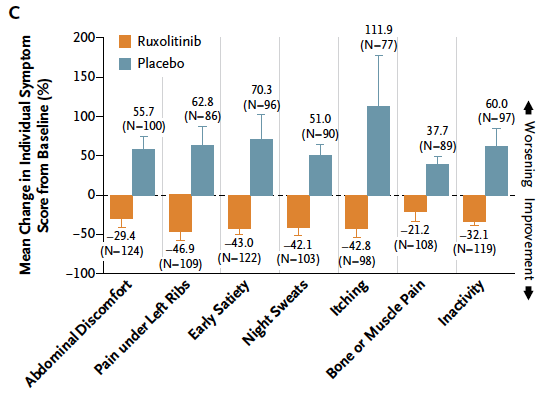 C
Mean Change in Individual Symptom
Score from Baseline (%)
200
150
100
50
0
−50
−100
Ruxolitinib
Placebo
55.7
(N=100)
62.8
(N=86)
70.3
(N=96)
51.0
(N=90)
111.9
(N=77)
37.7
(N=89)
60.0
(N=97)
−29.4
(N=124)
−46.9
(N=109)
−43.0
(N=122)
−42.1
(N=103)
−42.8
(N=98)
−21.2
(N=108)
−32.1
(N=119)
Worsening
Improvement
Abdominal Discomfort
Pain under Left Ribs
Early Satiety
Night Sweats
Itching
Bone or Muscle Pain
Inactivity